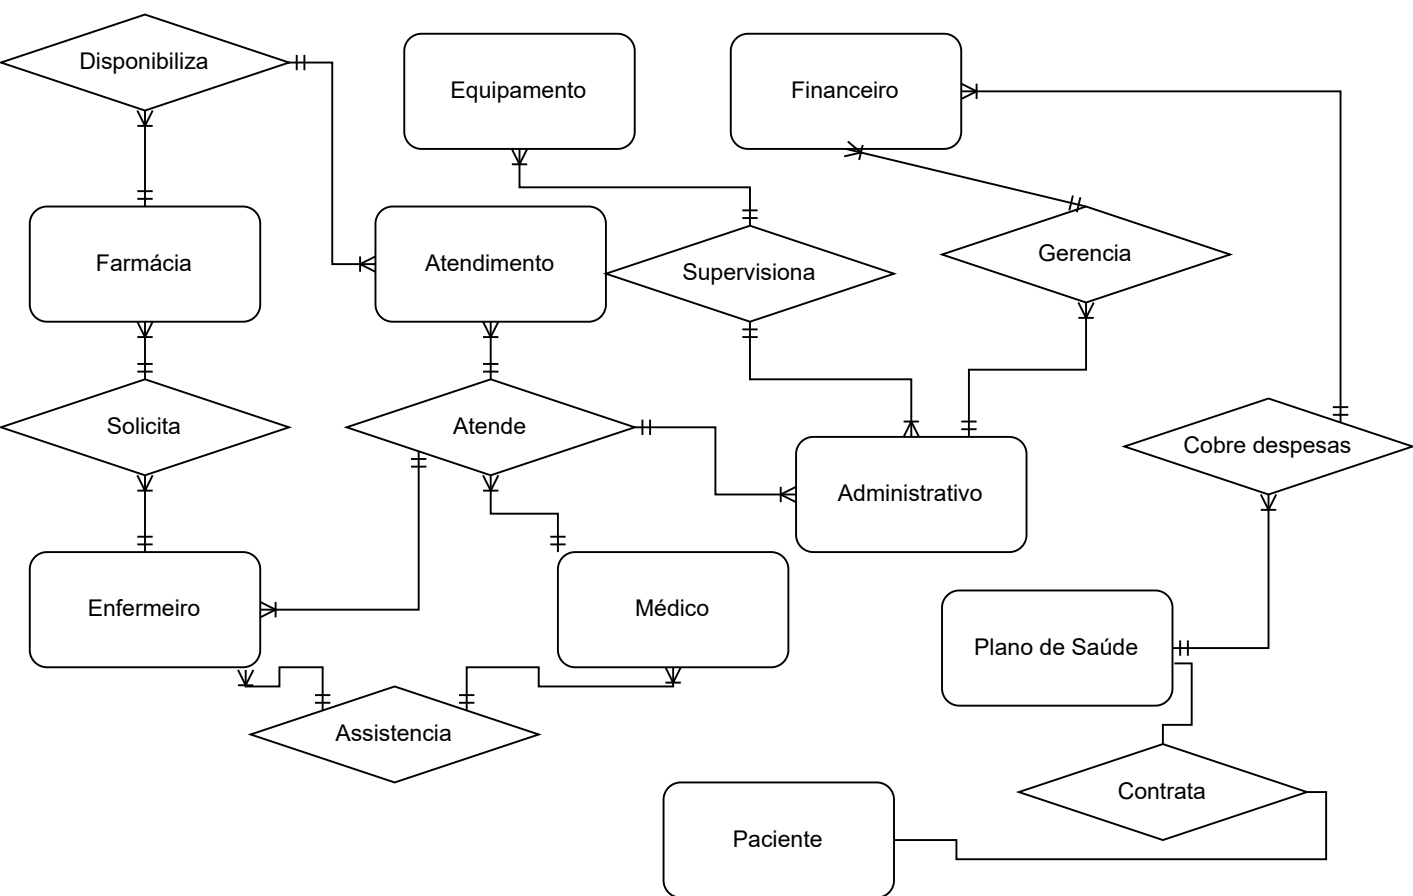 Disponibiliza
Equipamento
Financeiro
Farmácia
Atendimento
Supervisiona
Gerencia
Solicita
Atende
Cobre despesas
Administrativo
Enfermeiro
Médico
Plano de Saúde
Assistencia
Contrata
Paciente